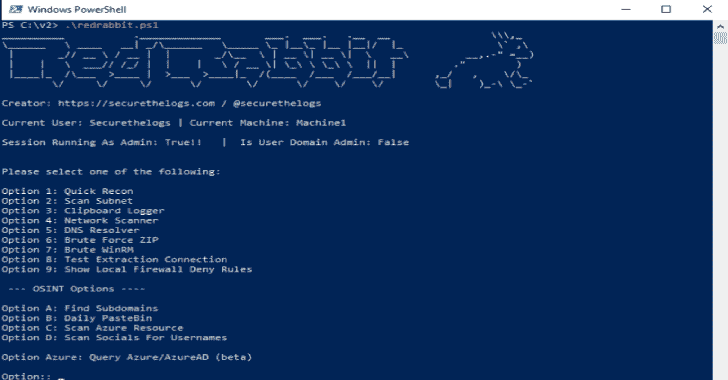 Windows PowerShell
PS C:\v2> .\redrabbit.ps1
RedRabbit
Creator: https://securethelogs.com / @securethelogs
Current User: Securethelogs | Current Machine: Machine1
Session Running As Admin: True!! | Is User Domain Admin: False
Please select one of the following:
Option 1: Quick Recon
Option 2: Scan Subnet
Option 3: Clipboard Logger
Option 4: Network Scanner
Option 5: DNS Resolver
Option 6: Brute Force ZIP
Option 7: Brute WinRM
Option 8: Test Extraction Connection
Option 9: Show Local Firewall Deny Rules
--- OSINT Options ----
Option A: Find Subdomains
Option B: Daily PasteBin
Option C: Scan Azure Resource
Option D: Scan Socials For Usernames
Option Azure: Query Azure/AzureAD (beta)
Option:: _